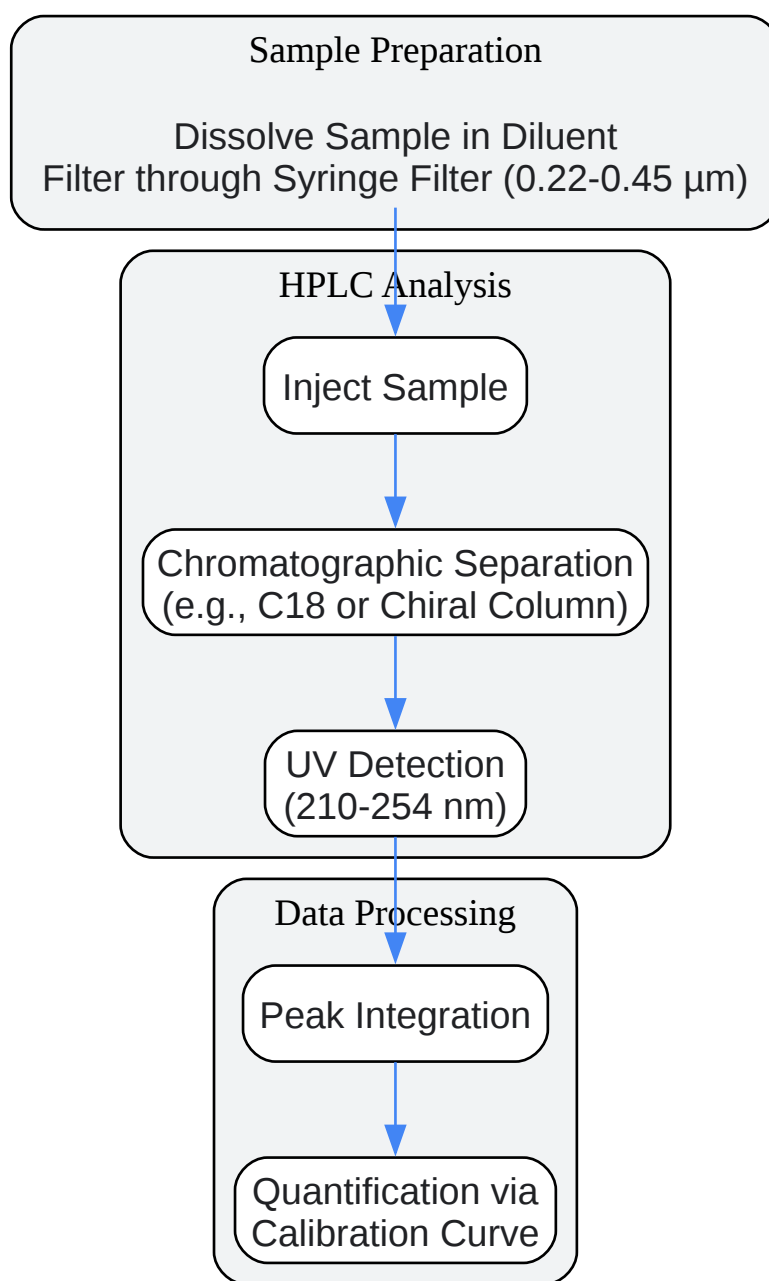 Sample Preparation
Dissolve Sample in Diluent
Filter through Syringe Filter (0.22-0.45 µm)
HPLC Analysis
Inject Sample
Chromatographic Separation
(e.g., C18 or Chiral Column)
UV Detection
(210-254 nm)
Data Processing
Peak Integration
Quantification via
Calibration Curve